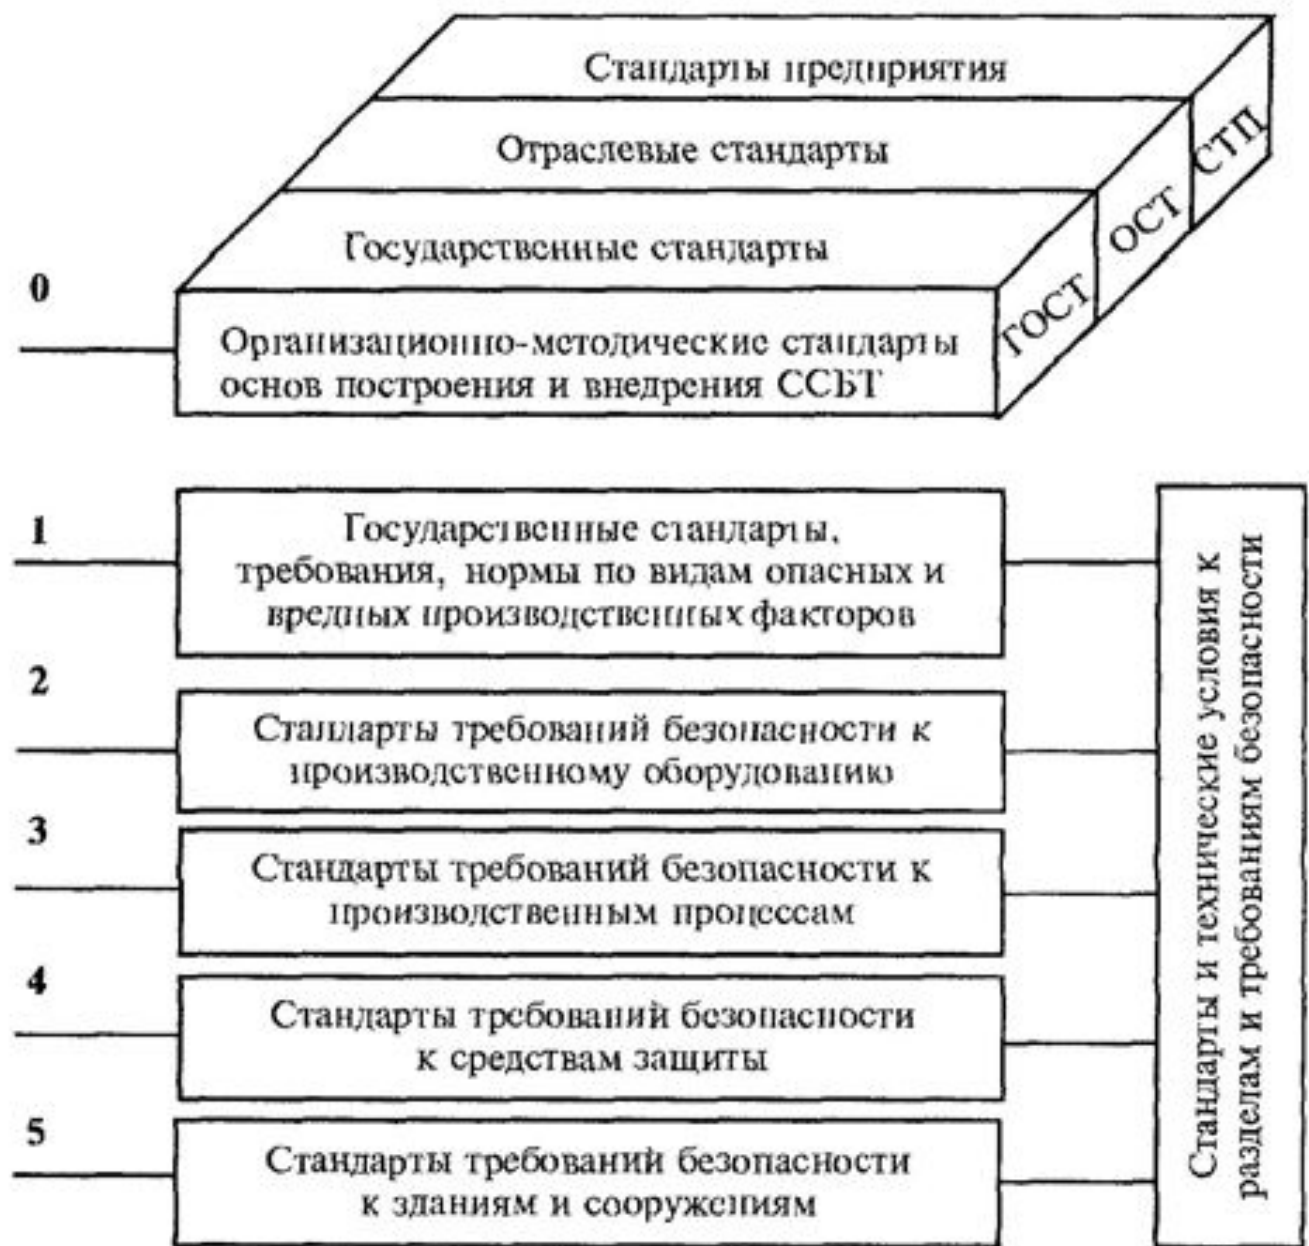 Стандарты предприятия
Отраслевые стандарты
Государственные стандарты
СТП
ОСТ
ГОСТ
0
Организационно-методические стандарты
основ построения и внедрения ССБТ
1
Государственные стандарты,
требования, нормы по видам опасных и
вредных производственных факторов
2
Стандарты требований безопасности к
производственному оборудованию
3
Стандарты требований безопасности к
производственным процессам
4
Стандарты требований безопасности
к средствам защиты
5
Стандарты требований безопасности
к зданиям и сооружениям
Стандарты и технические условия к
разделам и требованиям безопасности